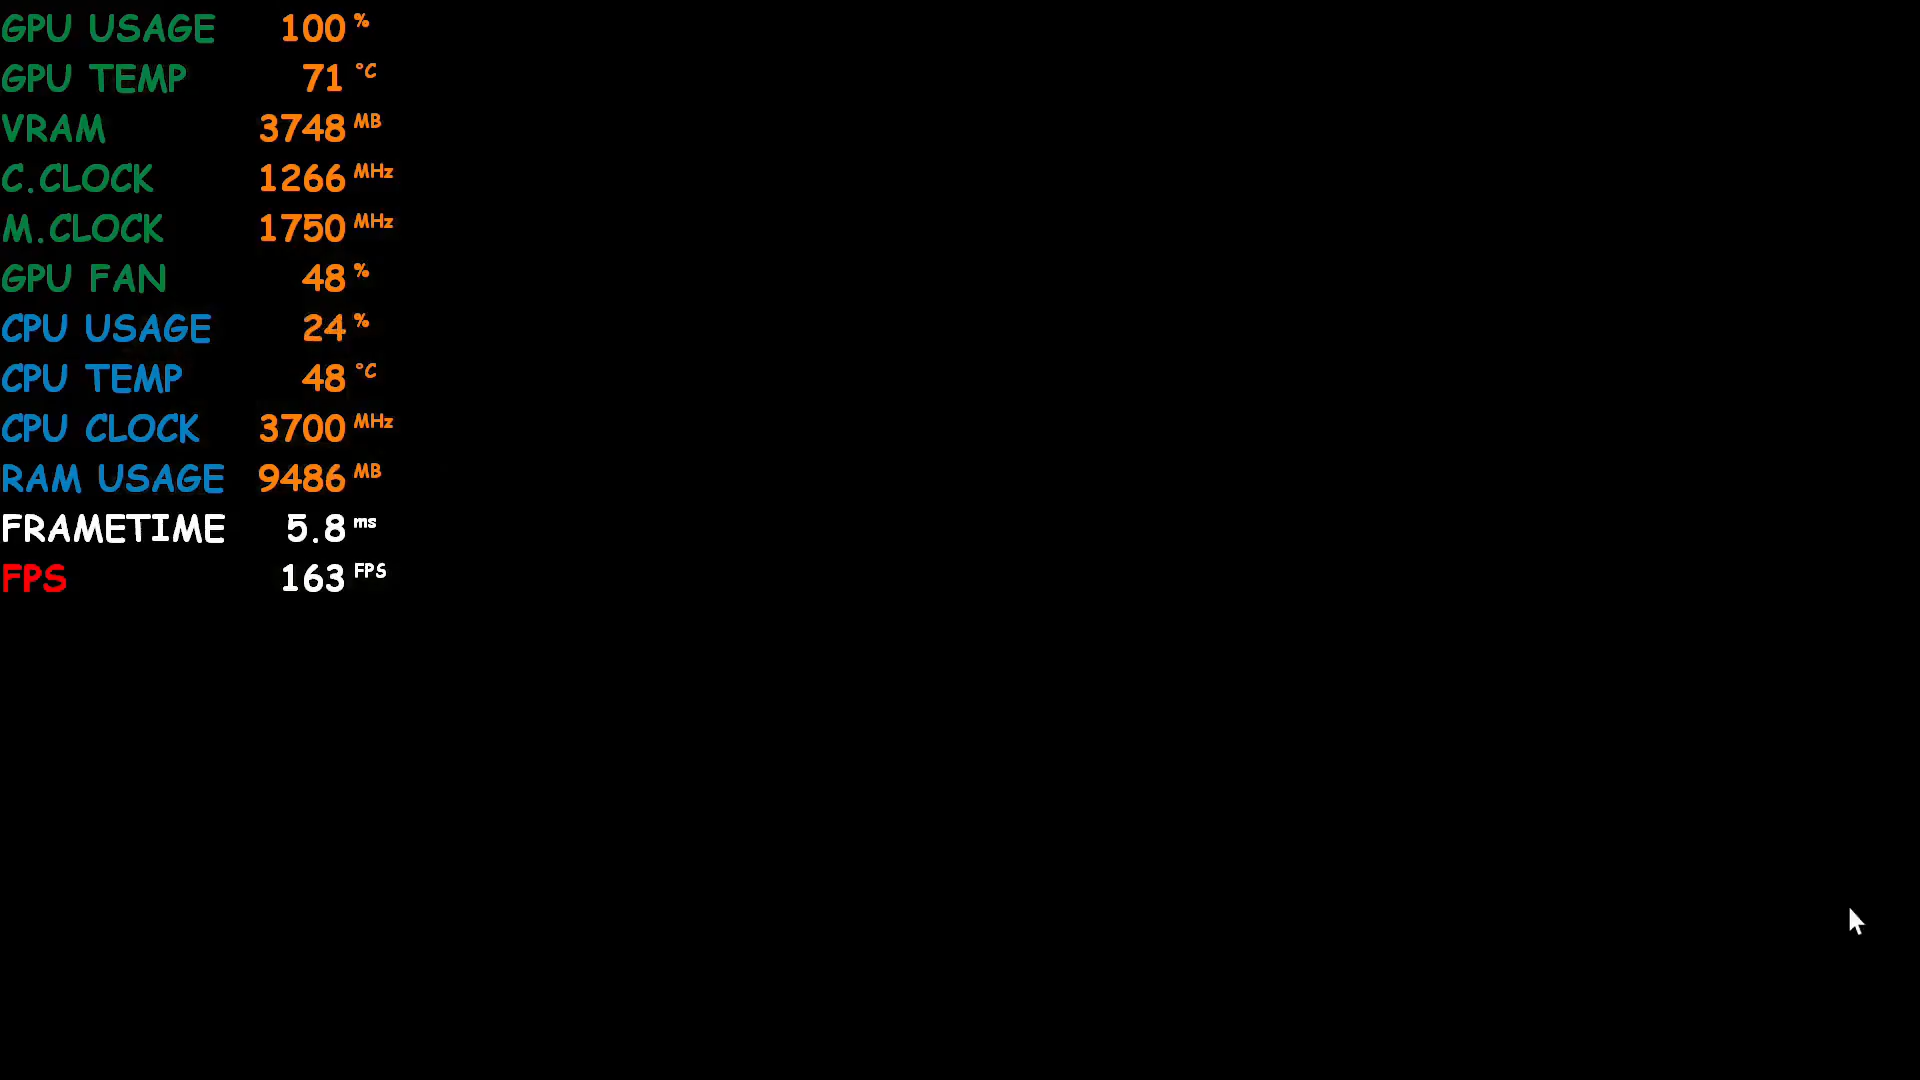 GPU USAGE 100 %
GPU TEMP 71 °C
VRAM 3748 MB
C.CLOCK 1266 MHz
M.CLOCK 1750 MHz
GPU FAN 48 %
CPU USAGE 24 %
CPU TEMP 48 °C
CPU CLOCK 3700 MHz
RAM USAGE 9486 MB
FRAMETIME 5.8 ms
FPS 163 FPS